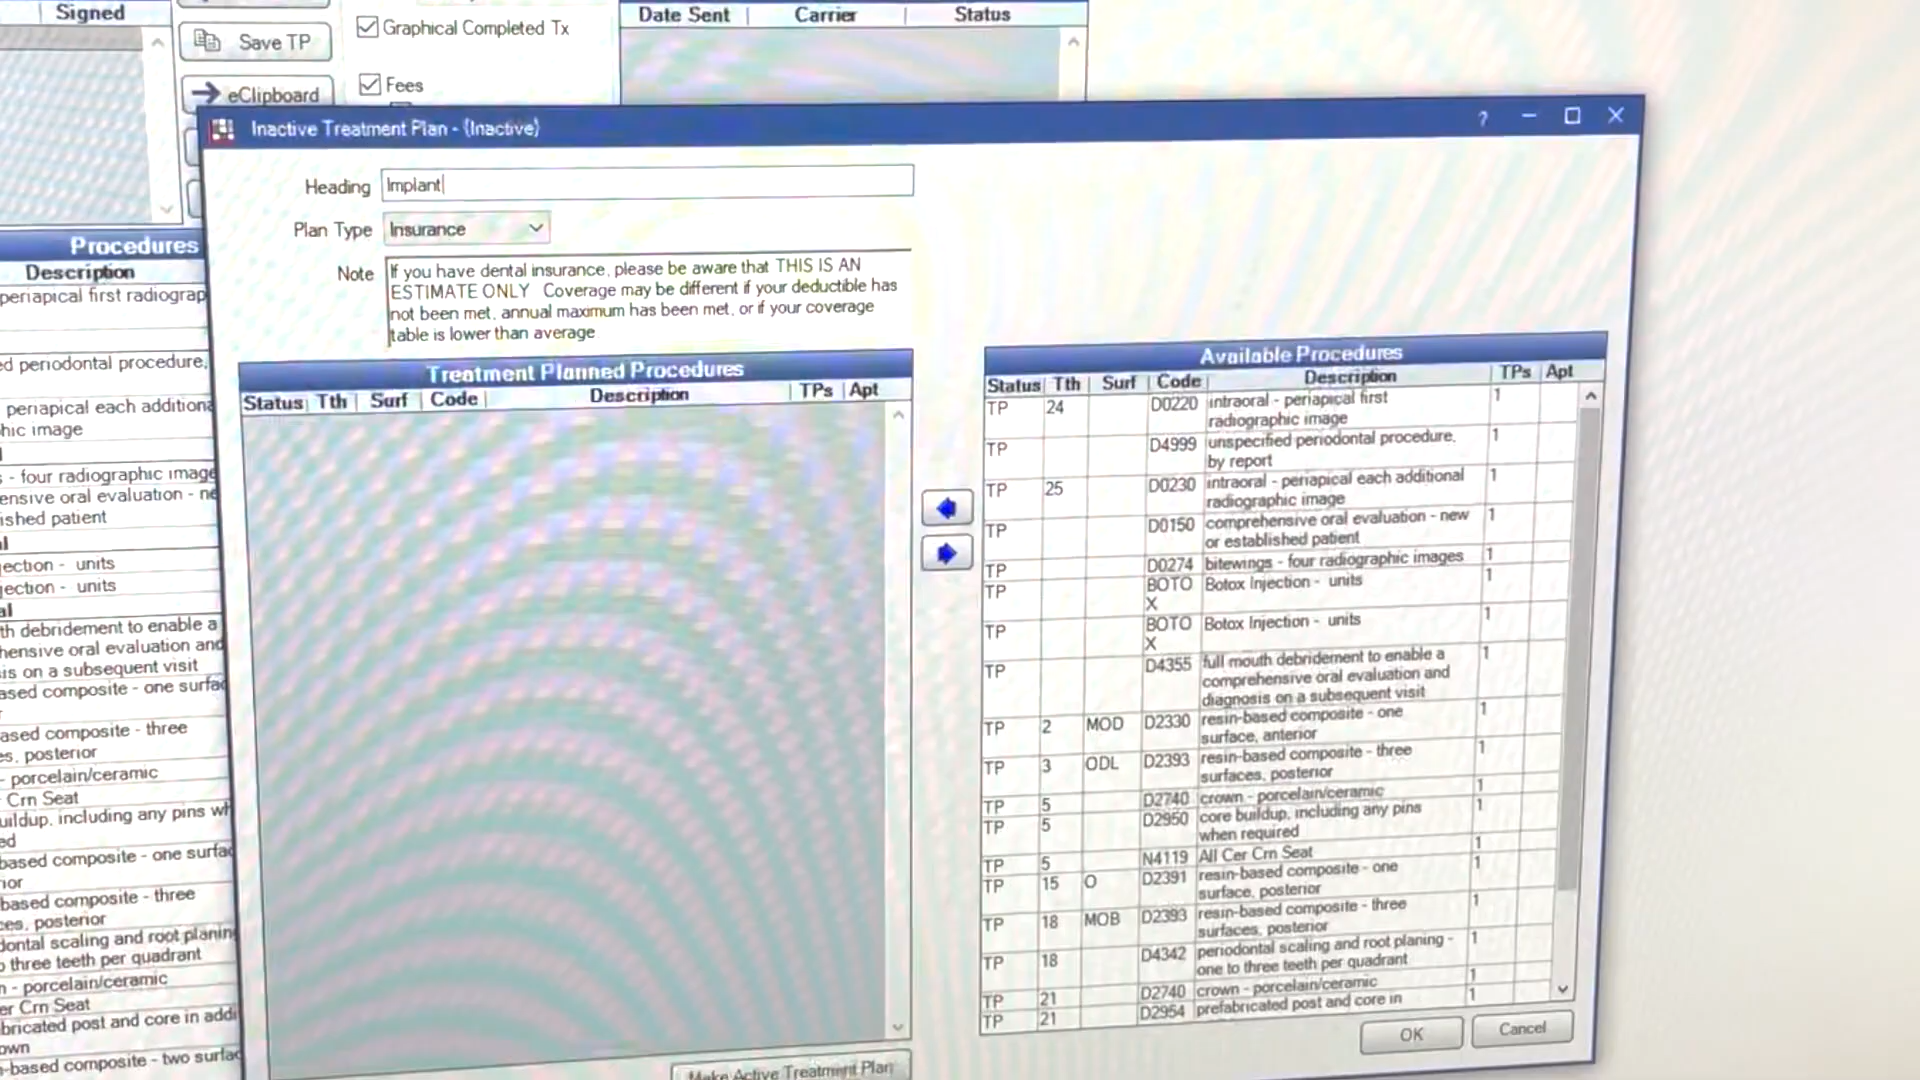 Signed
Save TP
eClipboard
Graphical Completed Tx
Fees
Date Sent Carrier Status
Procedures
Description
periapical first radiograp
ed periodontal procedure,
periapical each additiona
hic image
s - four radiographic image
ensive oral evaluation - ne
ished patient
ection - units
jection - units
al
th debridement to enable a
hensive oral evaluation and
is on a subsequent visit
ased composite - one surfac
ased composite - three
es, posterior
- porcelain/ceramic
Crn Seat
uildup, including any pins wh
ed
based composite - one surfac
ior
based composite - three
ces, posterior
dontal scaling and root planin
o three teeth per quadrant
n - porcelain/ceramic
er Crn Seat
bricated post and core in addi
own
n-based composite - two surfac
Inactive Treatment Plan - {Inactive}
Heading Implant
Plan Type Insurance
Note If you have dental insurance, please be aware that THIS IS AN
ESTIMATE ONLY Coverage may be different if your deductible has
not been met, annual maximum has been met, or if your coverage
table is lower than average
Treatment Planned Procedures
Status Tth Surf Code Description TPs Apt
Make Active Treatment Plan
Available Procedures
Status Tth Surf Code Description TPs Apt
TP 24 D0220 intraoral - periapical first 1
radiographic image
TP D4999 unspecified periodontal procedure, 1
by report
TP 25 D0230 intraoral - periapical each additional 1
radiographic image
TP D0150 comprehensive oral evaluation - new 1
or established patient
TP D0274 bitewings - four radiographic images 1
TP BOTO Botox Injection - units 1
X
TP BOTO Botox Injection - units 1
X
TP D4355 full mouth debridement to enable a 1
comprehensive oral evaluation and
diagnosis on a subsequent visit
TP 2 MOD D2330 resin-based composite - one 1
surface, anterior
TP 3 ODL D2393 resin-based composite - three 1
surfaces, posterior
TP 5 D2740 crown - porcelain/ceramic 1
TP 5 D2950 core buildup, including any pins 1
when required
TP 5 N4119 All Cer Crn Seat 1
TP 15 O D2391 resin-based composite - one 1
surface, posterior
TP 18 MOB D2393 resin-based composite - three 1
surfaces, posterior
TP 18 D4342 periodontal scaling and root planing - 1
one to three teeth per quadrant
TP 21 D2740 crown - porcelain/ceramic 1
TP 21 D2954 prefabricated post and core in 1
OK Cancel